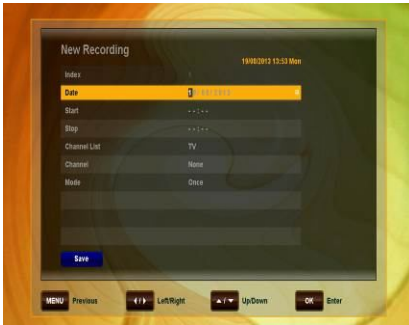 New Recording
19/08/2013 13:53 Mon
Index
Date
Start --:--
Stop --:--
Channel List TV
Channel None
Mode Once
Save
MENU Previous Left/Right Up/Down OK Enter